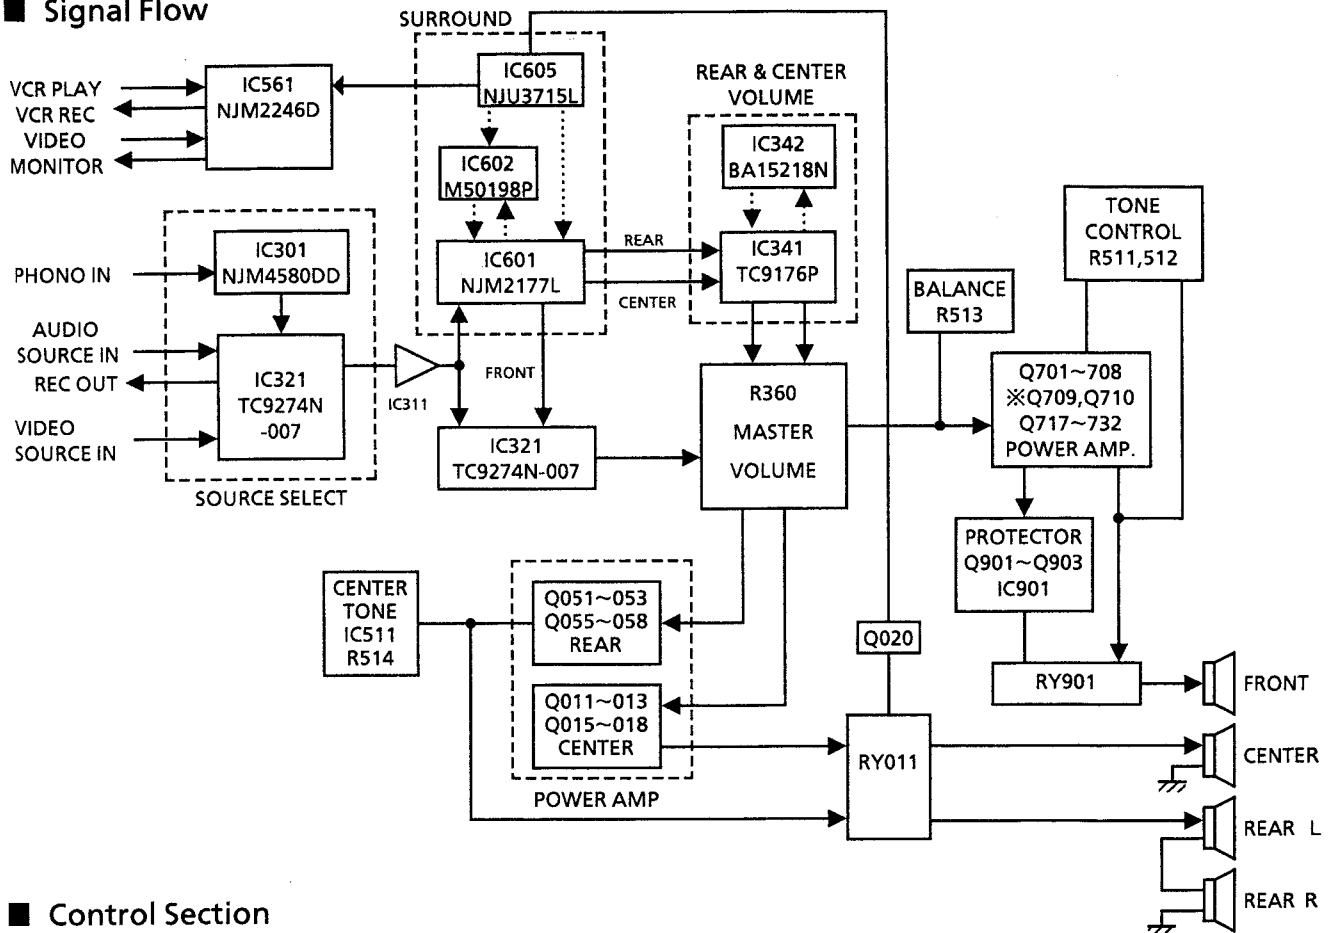 ■ Signal Flow
SURROUND
VCR PLAY
VCR REC
VIDEO
MONITOR
IC561
NJM2246D
IC605
NJU3715L
IC602
M50198P
IC601
NJM2177L
REAR
CENTER
FRONT
REAR & CENTER
VOLUME
IC342
BA15218N
IC341
TC9176P
TONE
CONTROL
R511,512
BALANCE
R513
PHONO IN
AUDIO
SOURCE IN
REC OUT
VIDEO
SOURCE IN
IC301
NJM4580DD
IC321
TC9274N
-007
SOURCE SELECT
IC311
IC321
TC9274N-007
R360
MASTER
VOLUME
Q701~708
※Q709,Q710
Q717~732
POWER AMP.
PROTECTOR
Q901~Q903
IC901
CENTER
TONE
IC511
R514
Q051~053
Q055~058
REAR
Q011~013
Q015~018
CENTER
POWER AMP
Q020
RY011
RY901
FRONT
CENTER
REAR L
REAR R
■ Control Section